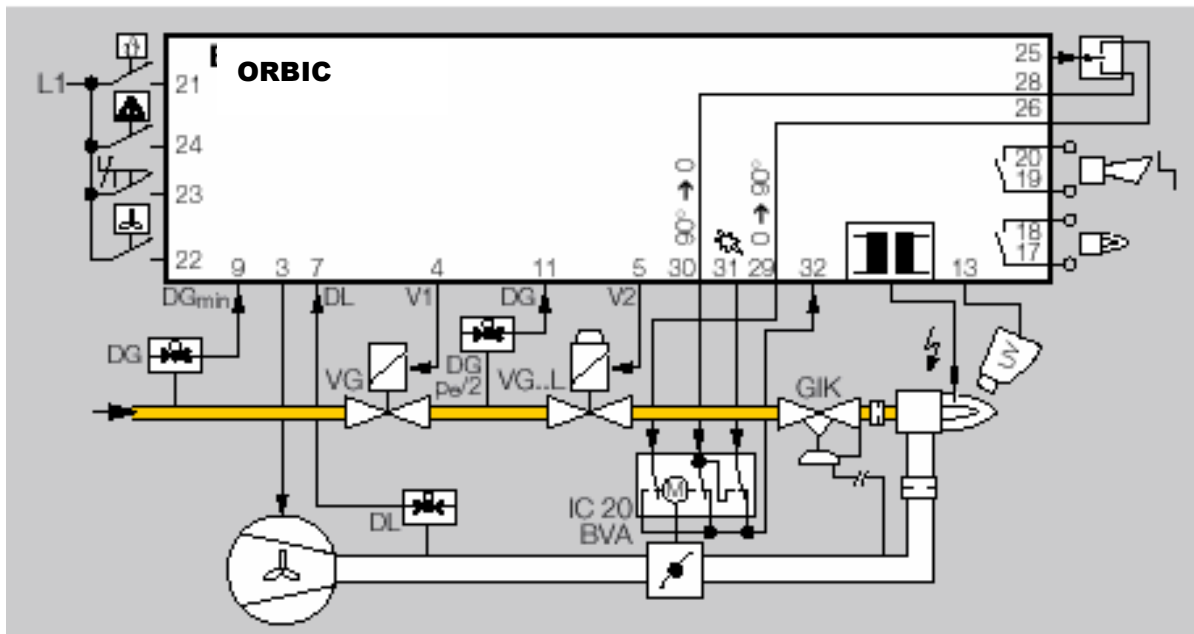 E
ORBIC
25
28
26
L1
21
24
23
22
20
19
18
17
90° → 0
0 → 90°
9 3 7 4 11 5 30 31 29 32 13
DGmin DL V1 DG V2
DG
VG
DG
pe/2
VG..L
GIK
UV
M
IC 20
BVA
DL